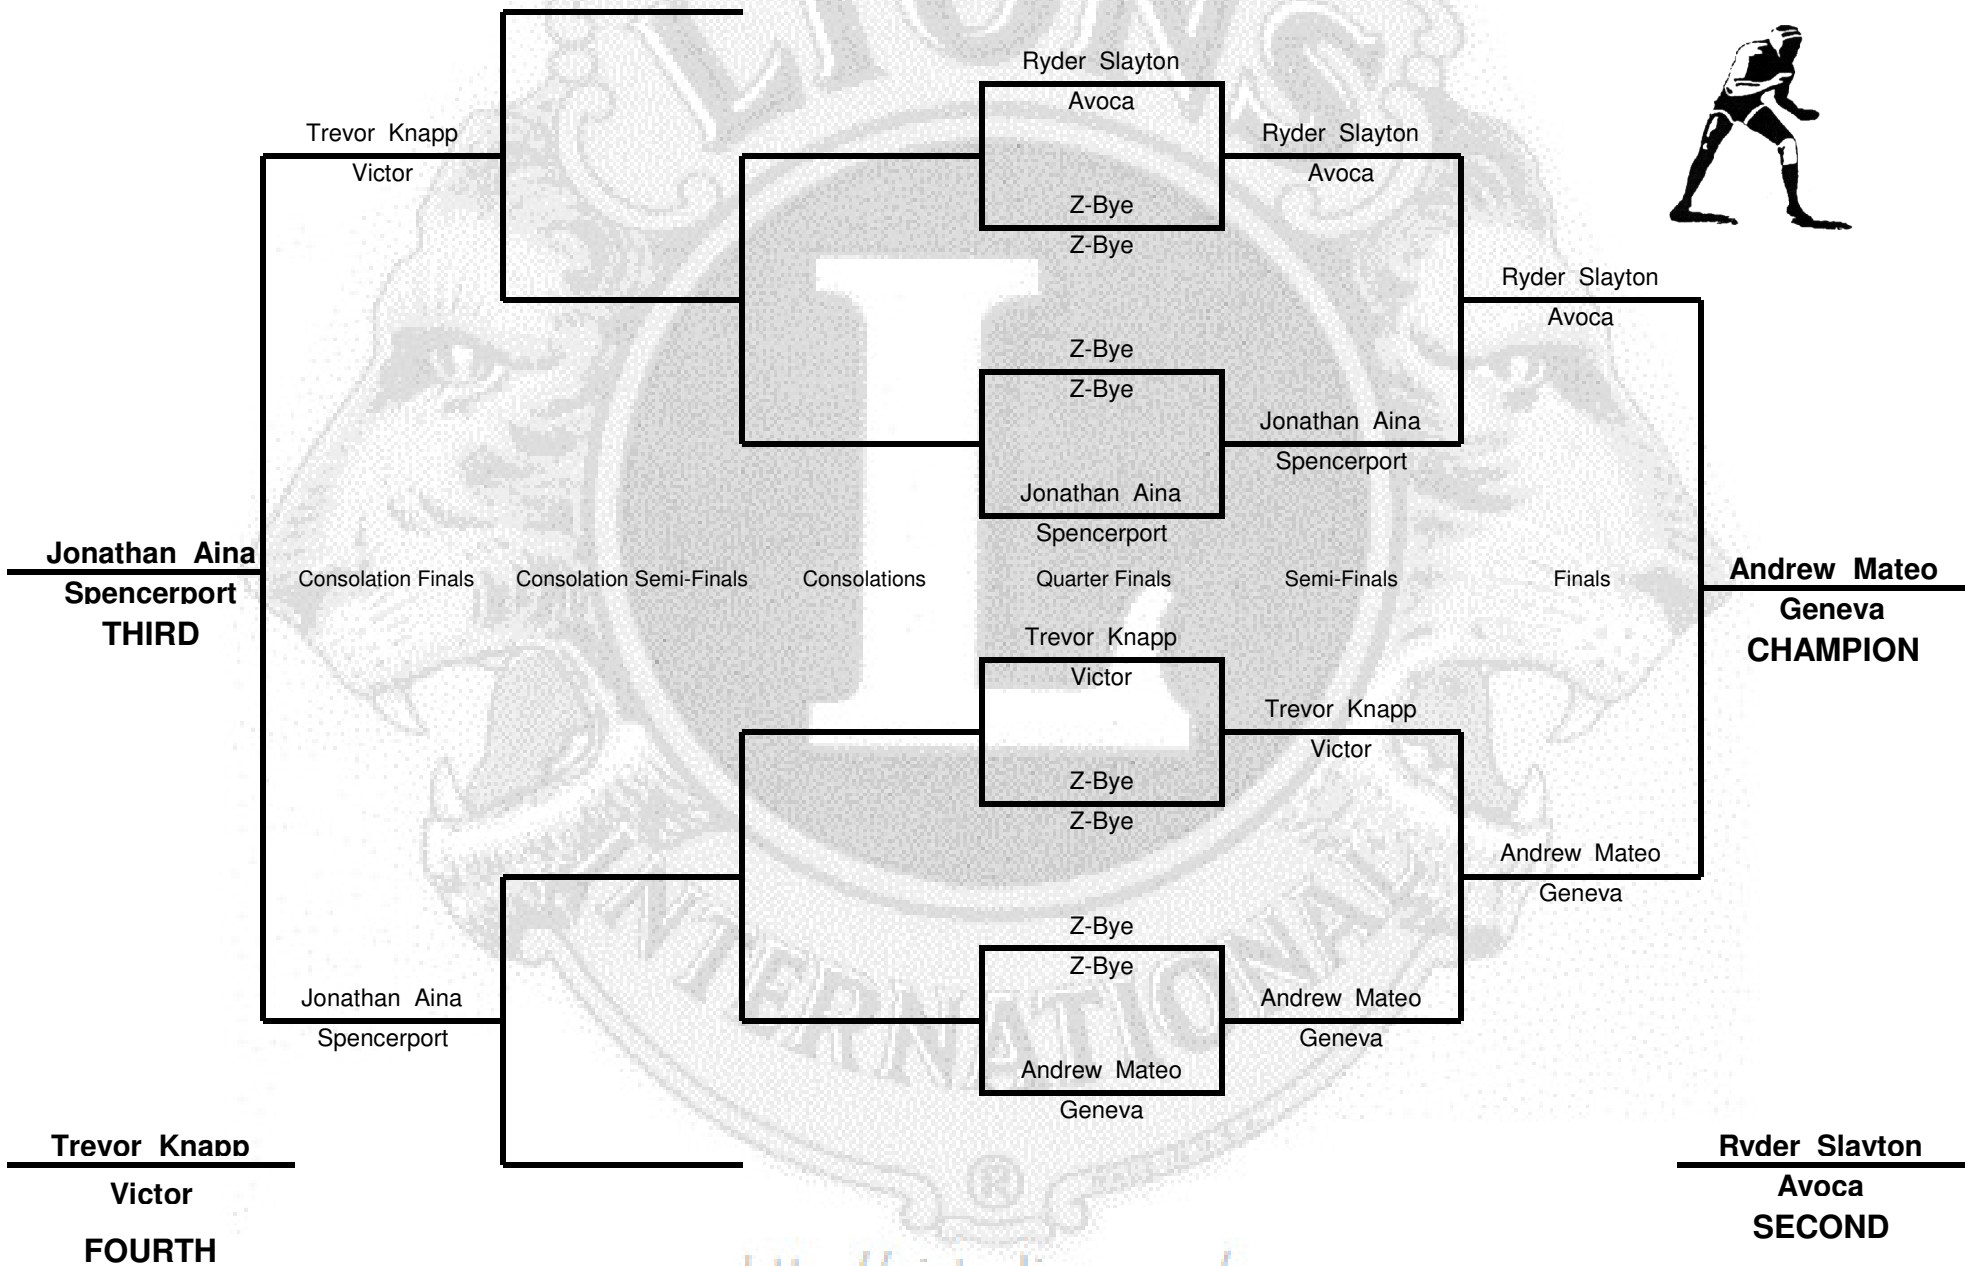 LIONS
Ryder Slayton
Avoca
Trevor Knapp
Victor
Ryder Slayton
Avoca
Z-Bye
Z-Bye
Ryder Slayton
Avoca
Z-Bye
Z-Bye
Jonathan Aina
Spencerport
Jonathan Aina
Spencerport
Jonathan Aina
Spencerport
THIRD
Consolation Finals
Consolation Semi-Finals
Consolations
Quarter Finals
Semi-Finals
Finals
Andrew Mateo
Geneva
CHAMPION
L
Trevor Knapp
Victor
Trevor Knapp
Victor
Z-Bye
Z-Bye
Andrew Mateo
Geneva
Z-Bye
Z-Bye
Jonathan Aina
Spencerport
Andrew Mateo
Geneva
Andrew Mateo
Geneva
INTERNATIONAL
®
Trevor Knapp
Victor
FOURTH
Ryder Slayton
Avoca
SECOND